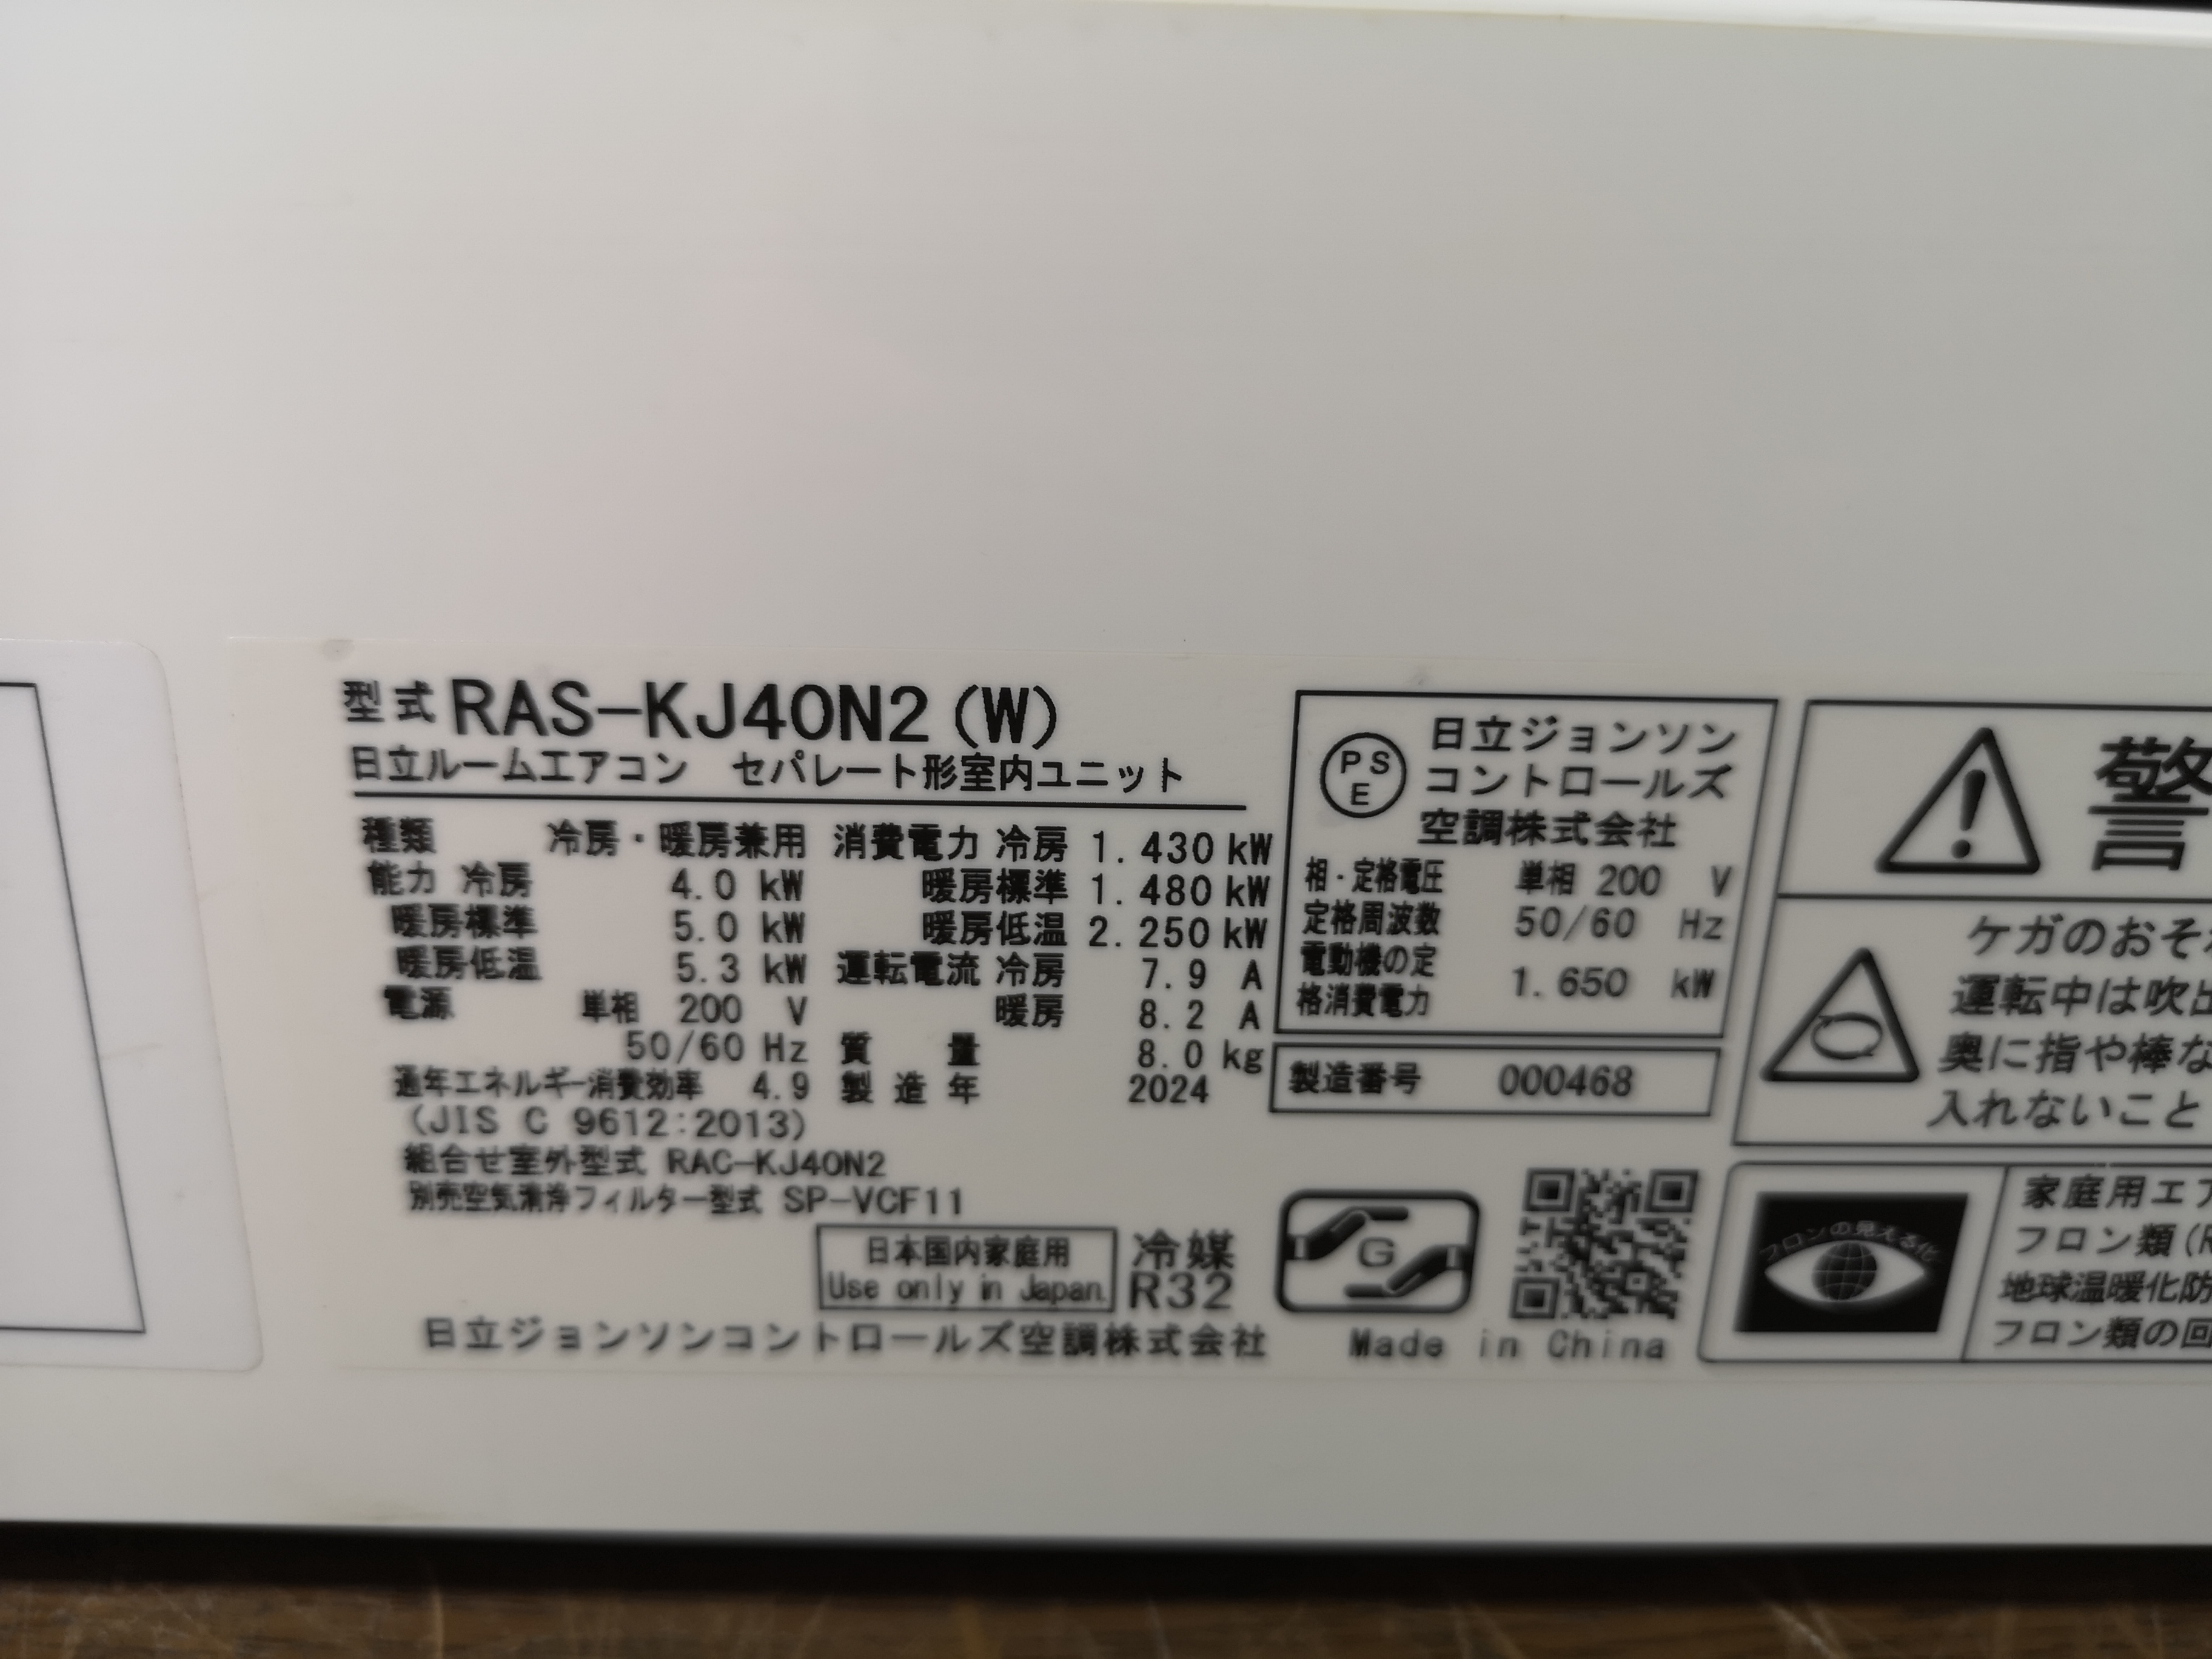 型式 RAS-KJ40N2(W)
日立ルームエアコン セパレート形室内ユニット
種類 冷房・暖房兼用
能力 冷房 4.0 kW
暖房標準 5.0 kW
暖房低温 5.3 kW
電源 単相 200 V
50/60 Hz
通年エネルギー消費効率 4.9
(JIS C 9612:2013)
消費電力 冷房 1.430 kW
暖房標準 1.480 kW
暖房低温 2.250 kW
運転電流 冷房 7.9 A
暖房 8.2 A
質量 8.0 kg
製造年 2024
組合せ室外型式 RAC-KJ40N2
別売空気清浄フィルター型式 SP-VCF11
日本国内家庭用
Use only in Japan.
冷媒
R32
日立ジョンソンコントロールズ空調株式会社
PS
E
日立ジョンソン
コントロールズ
空調株式会社
相・定格電圧 単相 200 V
定格周波数 50/60 Hz
電動機の定
格消費電力 1.650 kW
製造番号 000468
G
Made in China
警
ケガのおそ
運転中は吹出
奥に指や棒な
入れないこと
フロンの見える化
家庭用エア
フロン類(R
地球温暖化防
フロン類の回